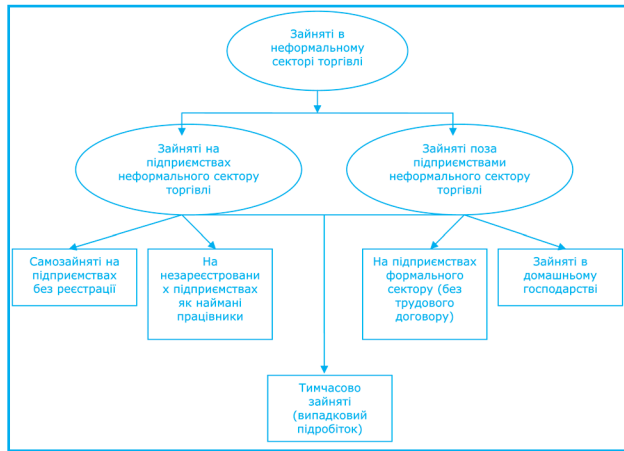 Зайняті в
неформальному
секторі торгівлі
Зайняті на
підприємствах
неформального сектору
торгівлі
Зайняті поза
підприємствами
неформального сектору
торгівлі
Самозайняті на
підприємствах
без реєстрації
На
незареєстровани
х підприємствах
як наймані
працівники
На підприємствах
формального
сектору (без
трудового
договору)
Зайняті в
домашньому
господарстві
Тимчасово
зайняті
(випадковий
підробіток)